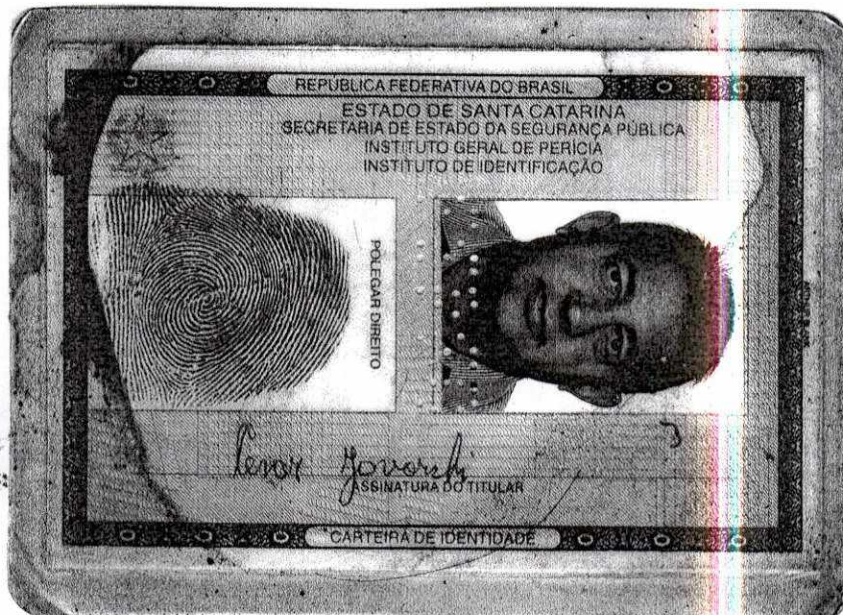 REPÚBLICA FEDERATIVA DO BRASIL
ESTADO DE SANTA CATARINA
SECRETARIA DE ESTADO DA SEGURANÇA PÚBLICA
INSTITUTO GERAL DE PERÍCIA
INSTITUTO DE IDENTIFICAÇÃO
POLEGAR DIREITO
ASSINATURA DO TITULAR
CARTEIRA DE IDENTIDADE